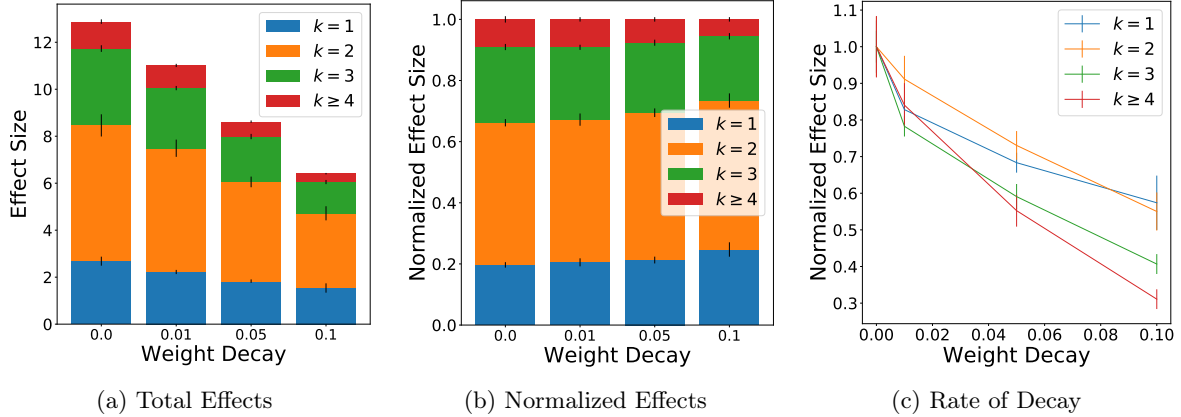 12
10
8
6
4
2
0
Effect Size
k = 1
k = 2
k = 3
k ≥ 4
0.0 0.01 0.05 0.1
Weight Decay
(a) Total Effects
1.0
0.8
0.6
0.4
0.2
0.0
Normalized Effect Size
k = 1
k = 2
k = 3
k ≥ 4
0.0 0.01 0.05 0.1
Weight Decay
(b) Normalized Effects
1.1
1.0
0.9
0.8
0.7
0.6
0.5
0.4
0.3
Normalized Effect Size
k = 1
k = 2
k = 3
k ≥ 4
0.00 0.02 0.04 0.06 0.08 0.10
Weight Decay
(c) Rate of Decay